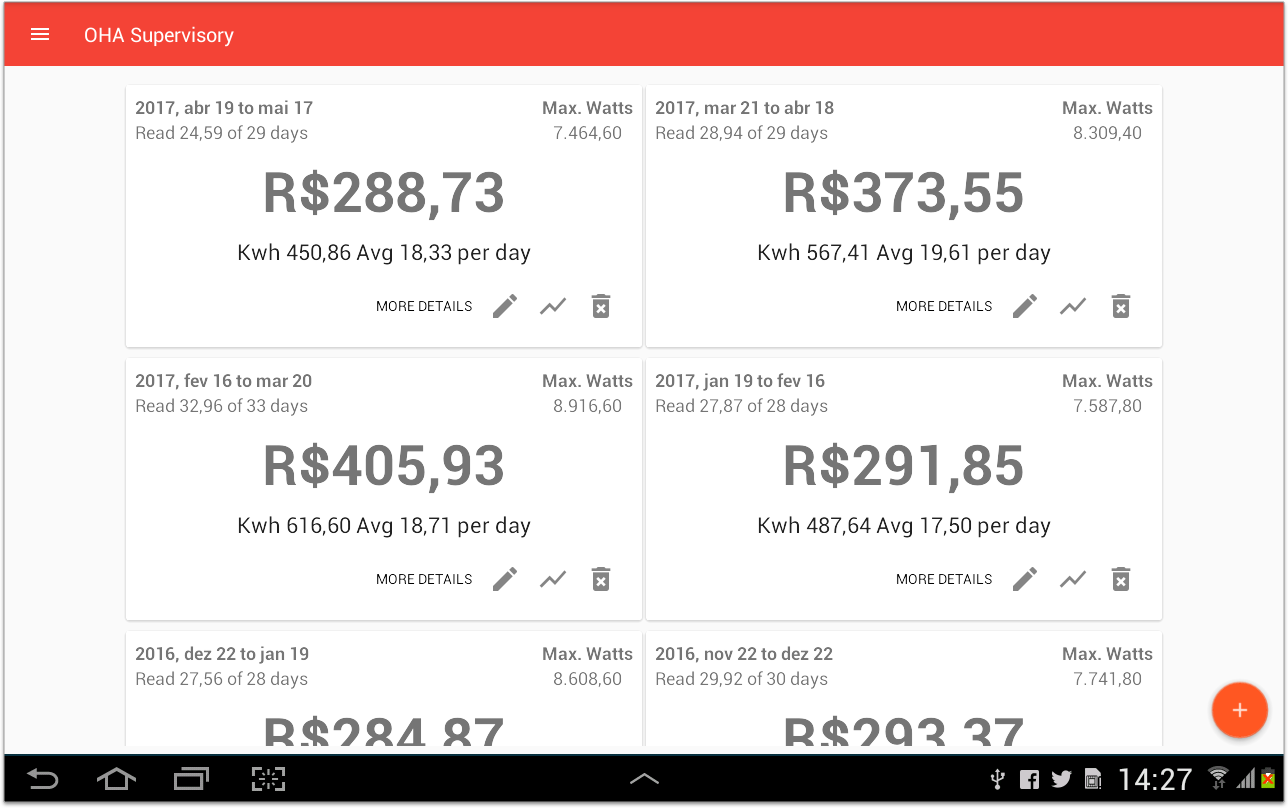 OHA Supervisory
2017, abr 19 to mai 17 Max. Watts
Read 24,59 of 29 days 7.464,60
R$288,73
Kwh 450,86 Avg 18,33 per day
MORE DETAILS
2017, mar 21 to abr 18 Max. Watts
Read 28,94 of 29 days 8.309,40
R$373,55
Kwh 567,41 Avg 19,61 per day
MORE DETAILS
2017, fev 16 to mar 20 Max. Watts
Read 32,96 of 33 days 8.916,60
R$405,93
Kwh 616,60 Avg 18,71 per day
MORE DETAILS
2017, jan 19 to fev 16 Max. Watts
Read 27,87 of 28 days 7.587,80
R$291,85
Kwh 487,64 Avg 17,50 per day
MORE DETAILS
2016, dez 22 to jan 19 Max. Watts
Read 27,56 of 28 days 8.608,60
R$284,87
2016, nov 22 to dez 22 Max. Watts
Read 29,92 of 30 days 7.741,80
R$293,37
14:27